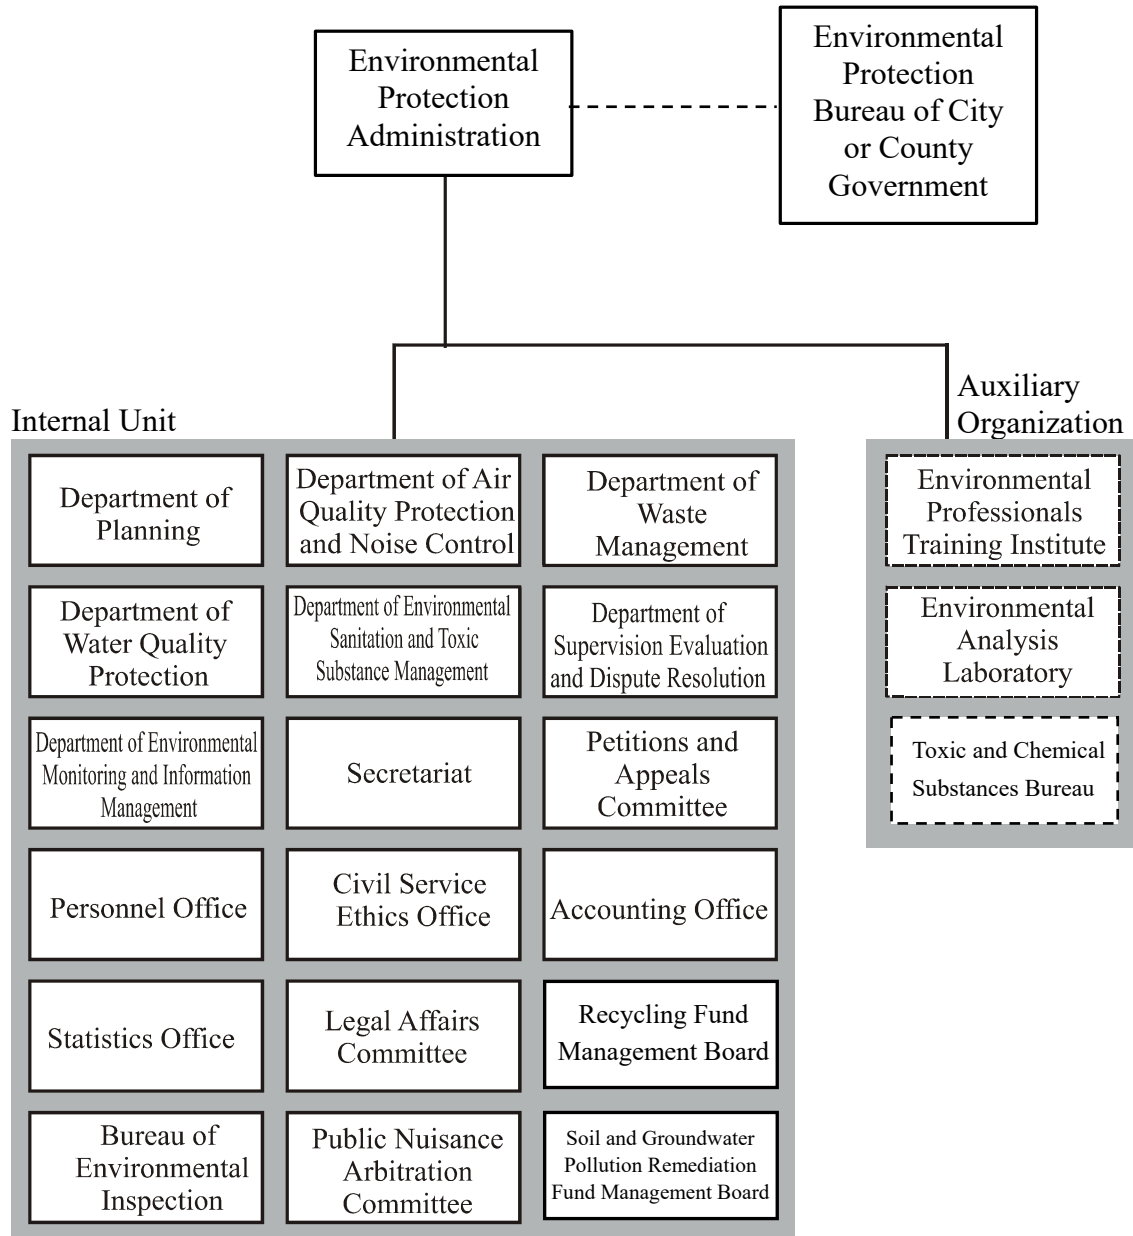 Environmental
Protection
Administration
Environmental
Protection
Bureau of City
or County
Government
Internal Unit
Auxiliary
Organization
Department of
Planning
Department of Air
Quality Protection
and Noise Control
Department of
Waste
Management
Department of
Water Quality
Protection
Department of Environmental
Sanitation and Toxic
Substance Management
Department of
Supervision Evaluation
and Dispute Resolution
Department of Environmental
Monitoring and Information
Management
Secretariat
Petitions and
Appeals
Committee
Personnel Office
Civil Service
Ethics Office
Accounting Office
Statistics Office
Legal Affairs
Committee
Recycling Fund
Management Board
Bureau of
Environmental
Inspection
Public Nuisance
Arbitration
Committee
Soil and Groundwater
Pollution Remediation
Fund Management Board
Environmental
Professionals
Training Institute
Environmental
Analysis
Laboratory
Toxic and Chemical
Substances Bureau